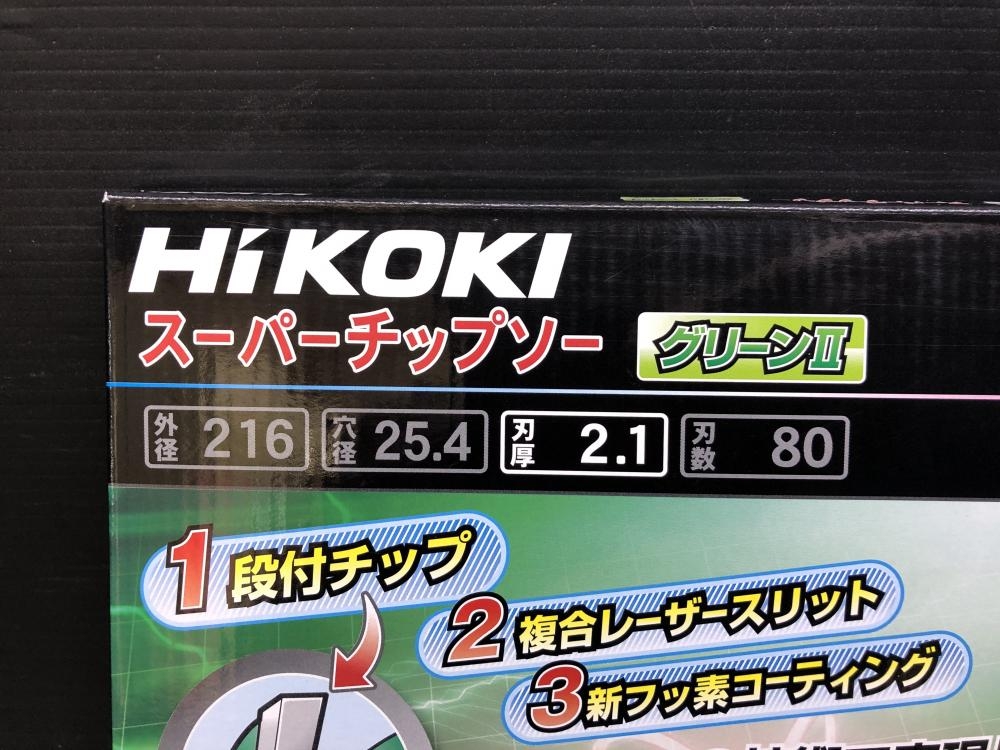 HiKOKI
スーパーチップソー グリーンⅡ
外径 216 穴径 25.4 刃厚 2.1 刃数 80
1 段付チップ
2 複合レーザースリット
3 新フッ素コーティング